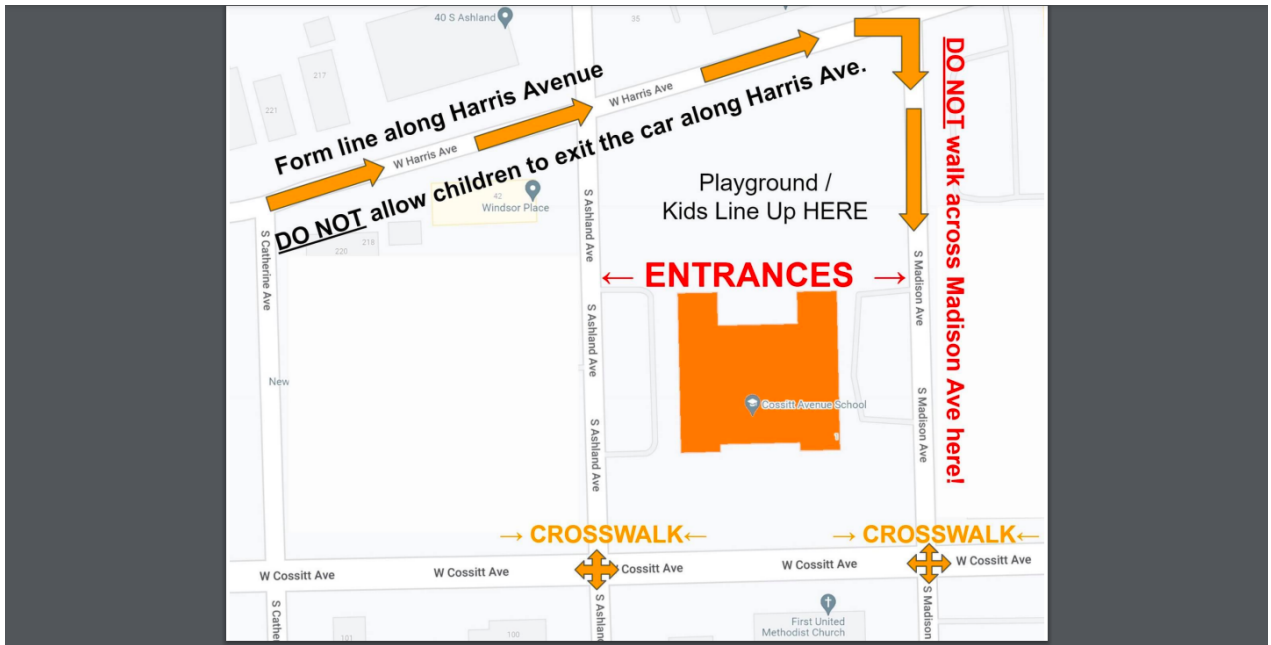 40 S Ashland
35
217
221
Form line along Harris Avenue
W Harris Ave
W Harris Ave
DO NOT allow children to exit the car along Harris Ave.
DO NOT walk across Madison Ave here!
42
Windsor Place
218
220
Playground /
Kids Line Up HERE
S Catherine Ave
S Ashland Ave
S Madison Ave
← ENTRANCES →
S Ashland Ave
S Madison Ave
New
Cossitt Avenue School
S Ashland Ave
→ CROSSWALK←
→ CROSSWALK←
W Cossitt Ave
W Cossitt Ave
Cossitt Ave
W Cossitt Ave
W Cossitt Ave
S Cathe
S Ashland
S Madison
101
100
First United
Methodist Church